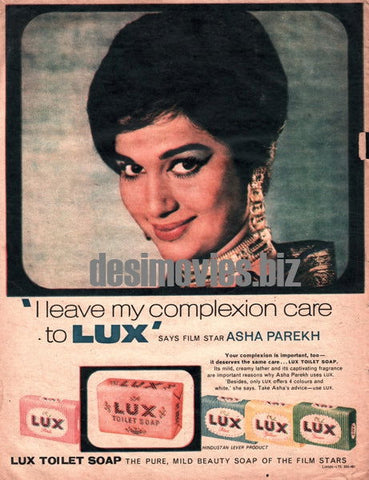 desimovies.biz
'I leave my complexion care
to LUX' SAYS FILM STAR ASHA PAREKH
Your complexion is important, too—
it deserves the same care...LUX TOILET SOAP.
Its mild, creamy lather and its captivating fragrance
are important reasons why Asha Parekh uses LUX.
'Besides, only LUX offers 4 colours and
white,' she says. Take Asha's advice—use LUX.
LUX
LUX
TOILET SOAP
LUX
LUX
LUX
HINDUSTAN LEVER PRODUCT
LUX TOILET SOAP THE PURE, MILD BEAUTY SOAP OF THE FILM STARS